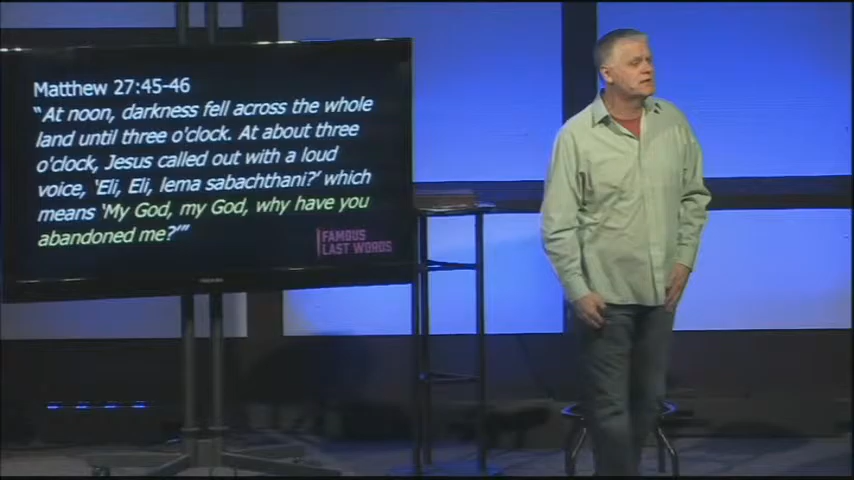 Matthew 27:45-46
"At noon, darkness fell across the whole
land until three o'clock. At about three
o'clock, Jesus called out with a loud
voice, 'Eli, Eli, lema sabachthani?' which
means 'My God, my God, why have you
abandoned me?'"
FAMOUS
LAST WORDS